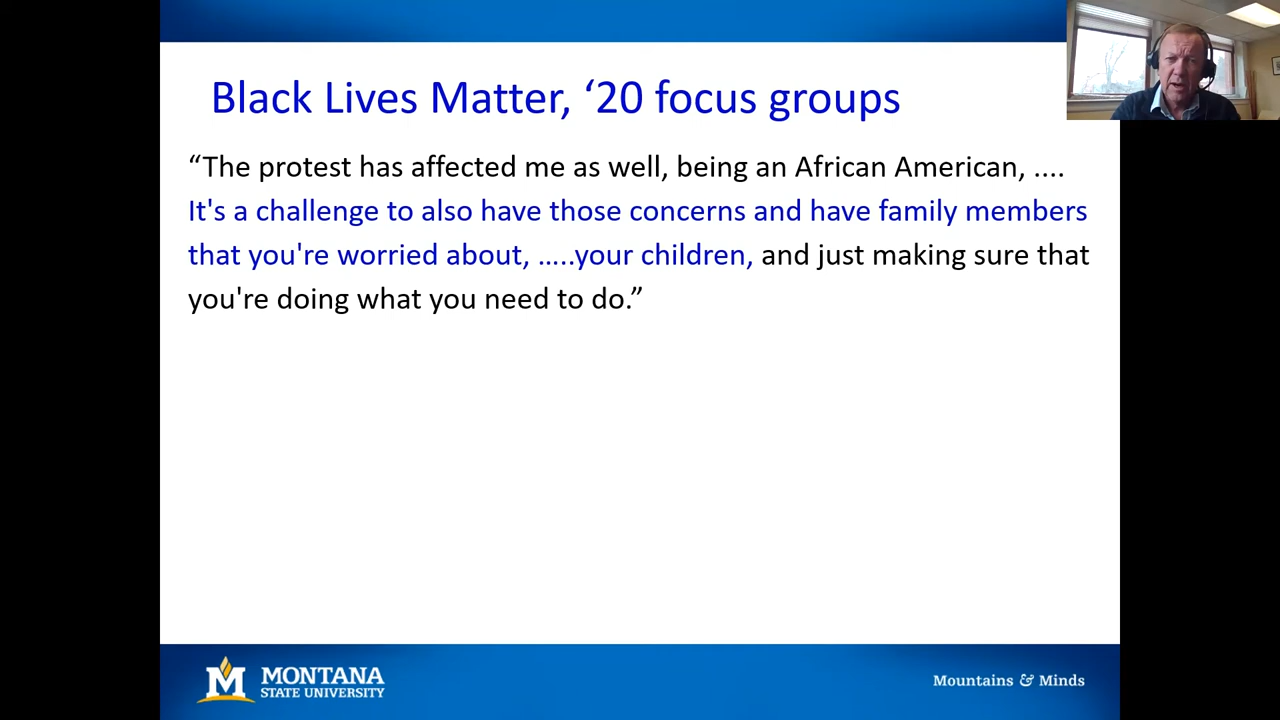 Black Lives Matter, ‘20 focus groups
“The protest has affected me as well, being an African American, ....
It's a challenge to also have those concerns and have family members
that you're worried about, …..your children, and just making sure that
you're doing what you need to do.”
M MONTANA
STATE UNIVERSITY
Mountains & Minds